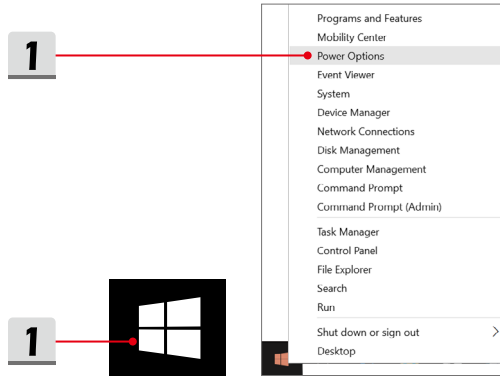 1
Programs and Features
Mobility Center
Power Options
Event Viewer
System
Device Manager
Network Connections
Disk Management
Computer Management
Command Prompt
Command Prompt (Admin)
Task Manager
Control Panel
File Explorer
Search
Run
Shut down or sign out
Desktop
1